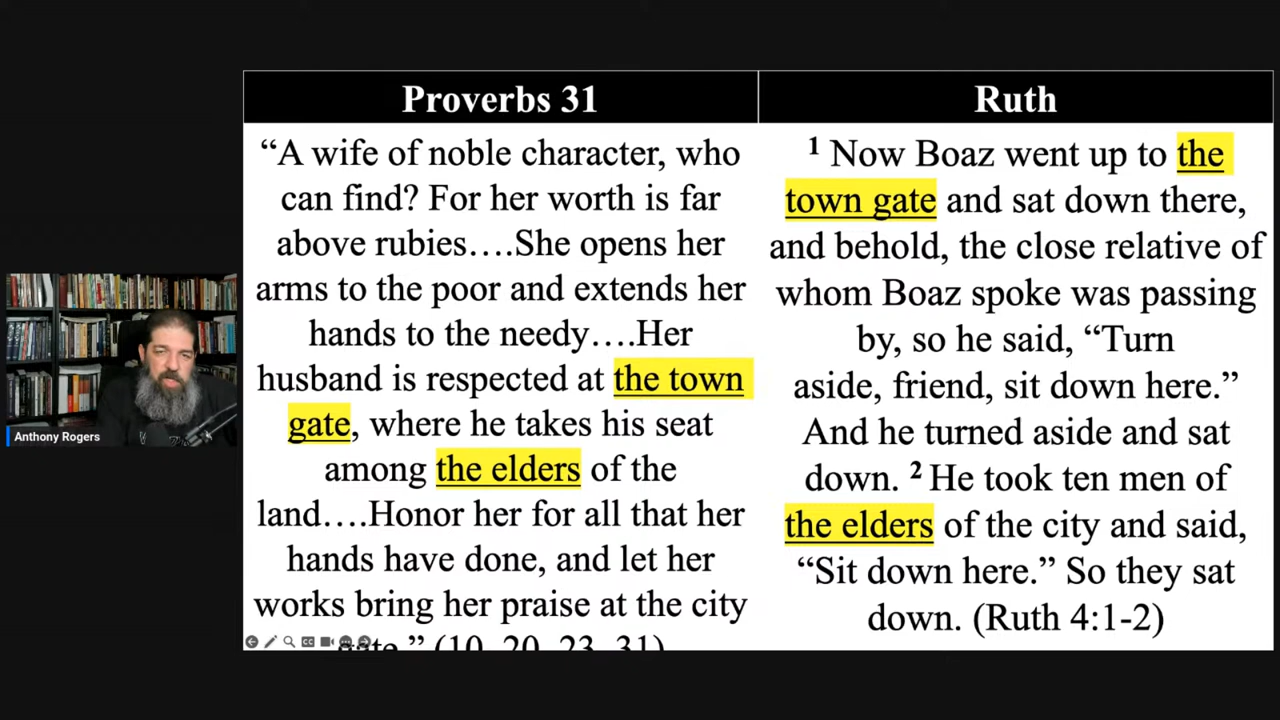 Proverbs 31
“A wife of noble character, who
can find? For her worth is far
above rubies….She opens her
arms to the poor and extends her
hands to the needy….Her
husband is respected at the town
gate, where he takes his seat
among the elders of the
land….Honor her for all that her
hands have done, and let her
works bring her praise at the city
gate.” (10, 20, 23, 31)
Ruth
1 Now Boaz went up to the
town gate and sat down there,
and behold, the close relative of
whom Boaz spoke was passing
by, so he said, “Turn
aside, friend, sit down here.”
And he turned aside and sat
down. 2 He took ten men of
the elders of the city and said,
“Sit down here.” So they sat
down. (Ruth 4:1-2)
Anthony Rogers